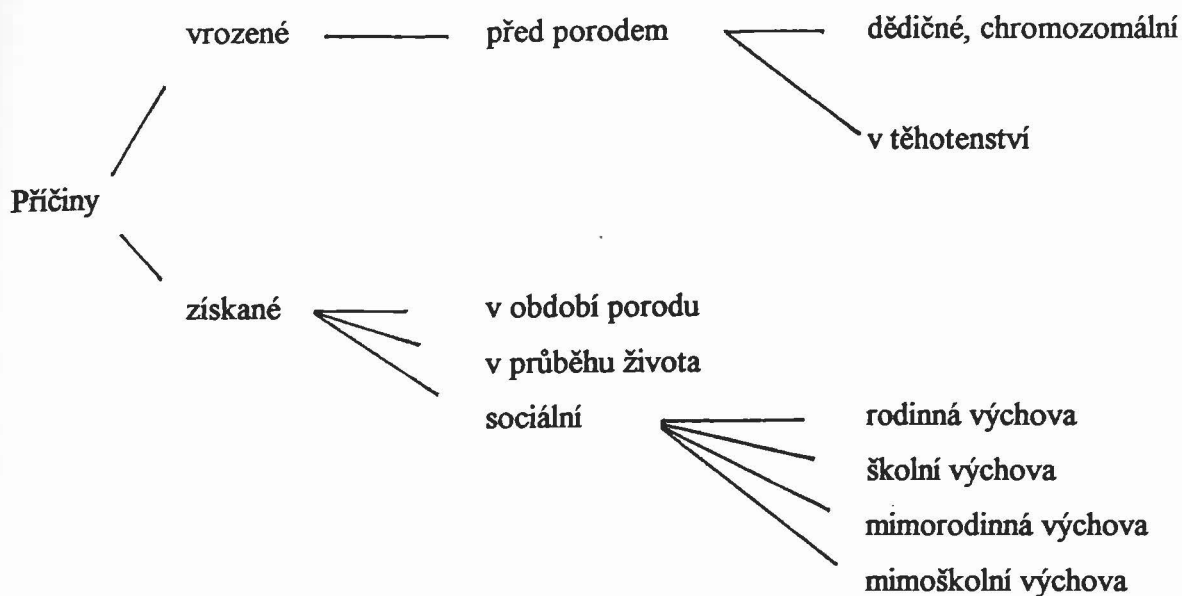 vrozené před porodem dědičné, chromozomální
v těhotenství
Příčiny
získané v období porodu
v průběhu života
sociální rodinná výchova
školní výchova
mimorodinná výchova
mimoškolní výchova